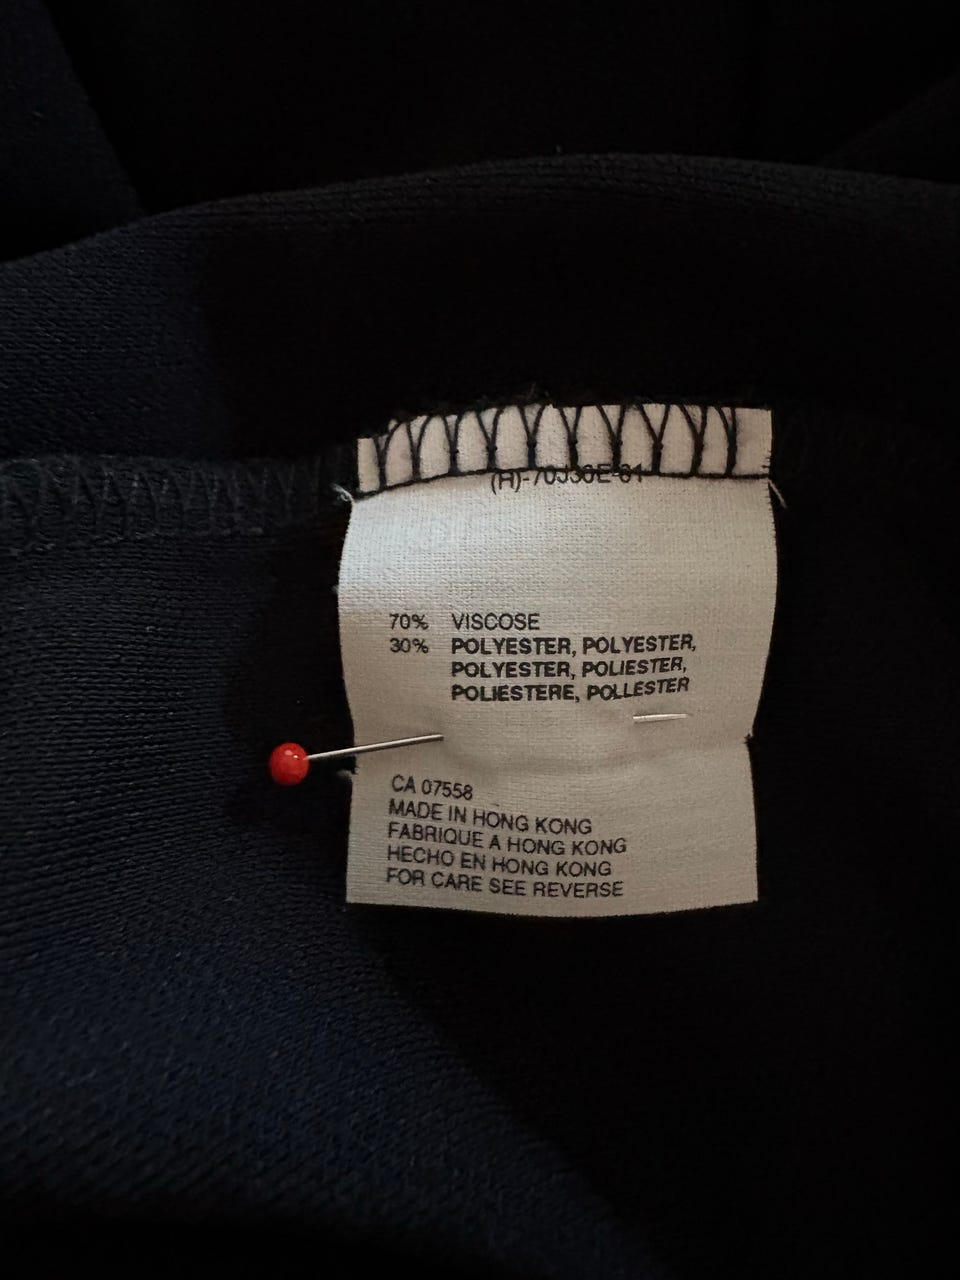 70% VISCOSE
30% POLYESTER, POLYESTER,
POLYESTER, POLIESTER,
POLIESTERE, POLLESTER
CA 07558
MADE IN HONG KONG
FABRIQUE A HONG KONG
HECHO EN HONG KONG
FOR CARE SEE REVERSE